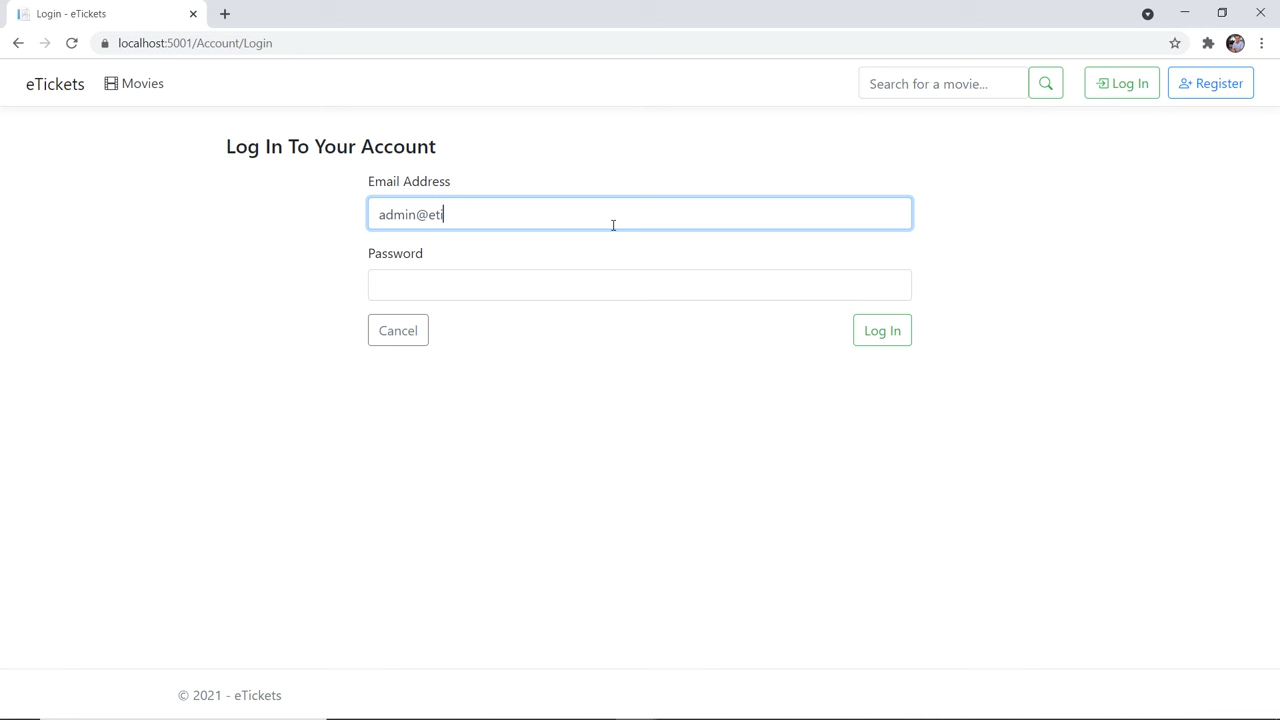 Login - eTickets
localhost:5001/Account/Login
eTickets Movies Search for a movie... Log In Register
Log In To Your Account
Email Address
admin@eti
Password
Cancel Log In
© 2021 - eTickets